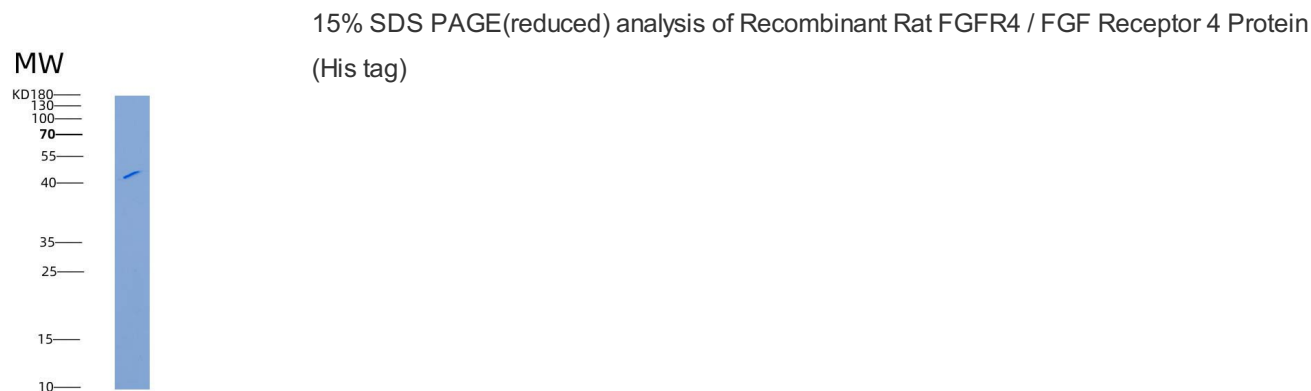 15% SDS PAGE(reduced) analysis of Recombinant Rat FGFR4 / FGF Receptor 4 Protein
(His tag)
MW
KD180
130
100
70
55
40
35
25
15
10